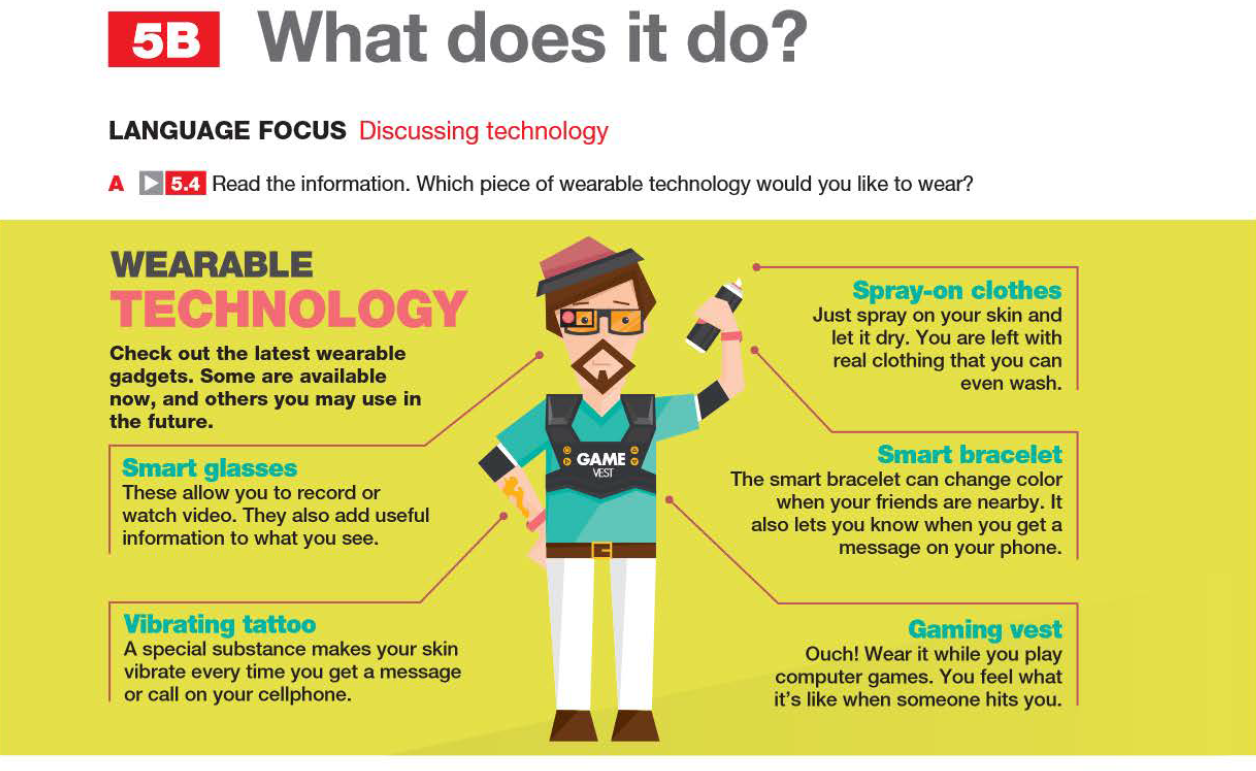 5B What does it do?
LANGUAGE FOCUS Discussing technology
A 5.4 Read the information. Which piece of wearable technology would you like to wear?
WEARABLE
TECHNOLOGY
Check out the latest wearable
gadgets. Some are available
now, and others you may use in
the future.
Smart glasses
These allow you to record or
watch video. They also add useful
information to what you see.
Vibrating tattoo
A special substance makes your skin
vibrate every time you get a message
or call on your cellphone.
GAME
VEST
Spray-on clothes
Just spray on your skin and
let it dry. You are left with
real clothing that you can
even wash.
Smart bracelet
The smart bracelet can change color
when your friends are nearby. It
also lets you know when you get a
message on your phone.
Gaming vest
Ouch! Wear it while you play
computer games. You feel what
it's like when someone hits you.